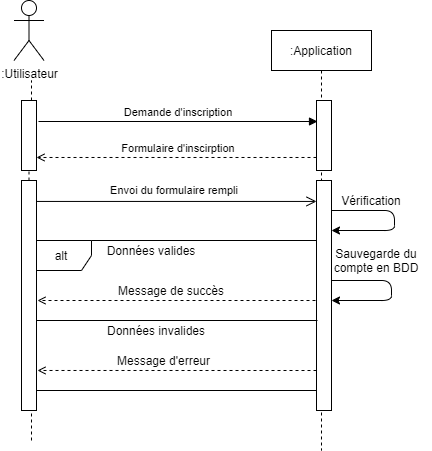 :Utilisateur
:Application
Demande d'inscription
Formulaire d'inscirption
Envoi du formulaire rempli
Vérification
alt
Données valides
Sauvegarde du
compte en BDD
Message de succès
Données invalides
Message d'erreur